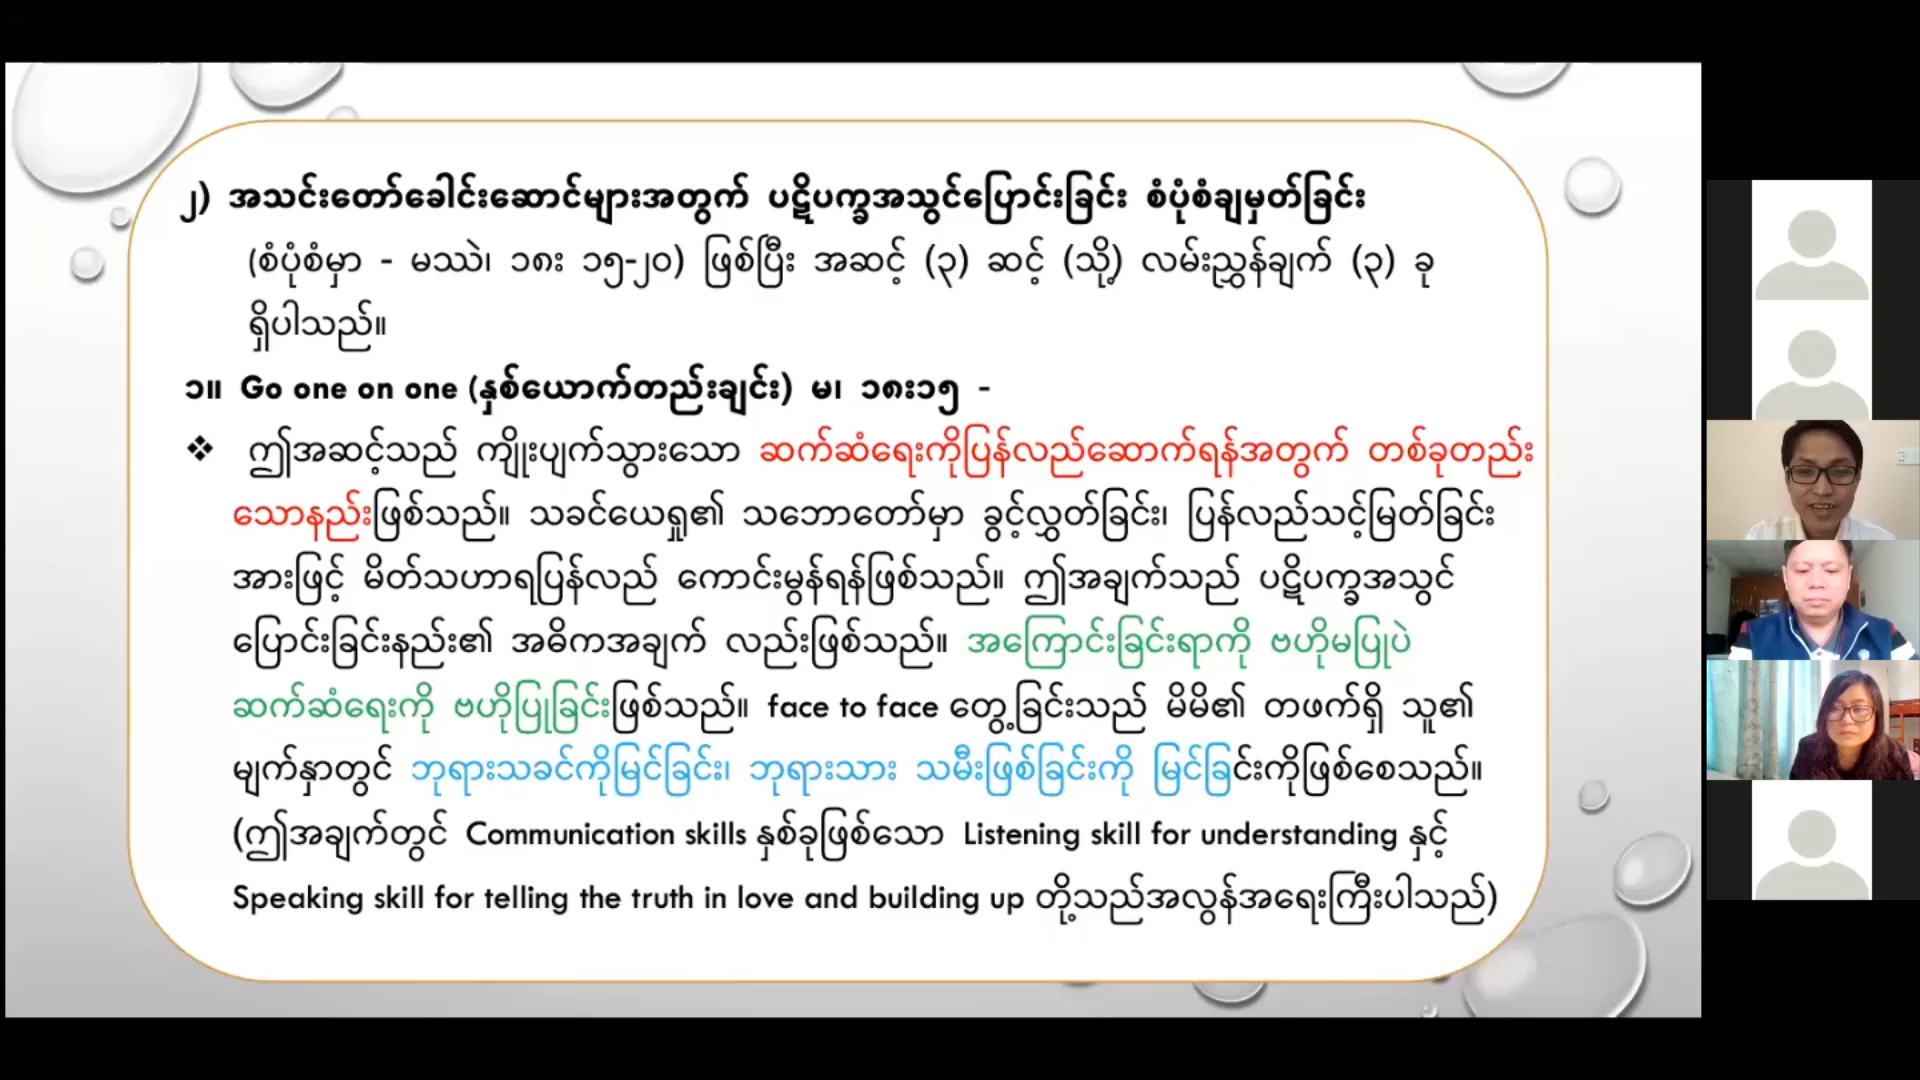 ၂) အသင်းတော်ခေါင်းဆောင်များအတွက် ပဋိပက္ခအသွင်ပြောင်းခြင်း စံပုံစံချမှတ်ခြင်း
(စံပုံစံမှာ - မဿဲ၊ ၁၈း ၁၅-၂၀) ဖြစ်ပြီး အဆင့် (၃) ဆင့် (သို့) လမ်းညွှန်ချက် (၃) ခု
ရှိပါသည်။
၁။ Go one on one (နှစ်ယောက်တည်းချင်း) မ၊ ၁၈း၁၅ -
❖ ဤအဆင့်သည် ကျိုးပျက်သွားသော ဆက်ဆံရေးကိုပြန်လည်ဆောက်ရန်အတွက် တစ်ခုတည်း
သောနည်းဖြစ်သည်။ သခင်ယေရှု၏ သဘောတော်မှာ ခွင့်လွှတ်ခြင်း၊ ပြန်လည်သင့်မြတ်ခြင်း
အားဖြင့် မိတ်သဟာရပြန်လည် ကောင်းမွန်ရန်ဖြစ်သည်။ ဤအချက်သည် ပဋိပက္ခအသွင်
ပြောင်းခြင်းနည်း၏ အဓိကအချက် လည်းဖြစ်သည်။ အကြောင်းခြင်းရာကို ဗဟိုမပြုပဲ
ဆက်ဆံရေးကို ဗဟိုပြုခြင်းဖြစ်သည်။ face to face တွေ့ခြင်းသည် မိမိ၏ တဖက်ရှိ သူ၏
မျက်နှာတွင် ဘုရားသခင်ကိုမြင်ခြင်း၊ ဘုရားသား သမီးဖြစ်ခြင်းကို မြင်ခြင်းကိုဖြစ်စေသည်။
(ဤအချက်တွင် Communication skills နှစ်ခုဖြစ်သော Listening skill for understanding နှင့်
Speaking skill for telling the truth in love and building up တို့သည်အလွန်အရေးကြီးပါသည်)